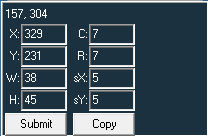 157, 304
X: 329 C: 7
Y: 231 R: 7
W: 38 sX: 5
H: 45 sY: 5
Submit Copy